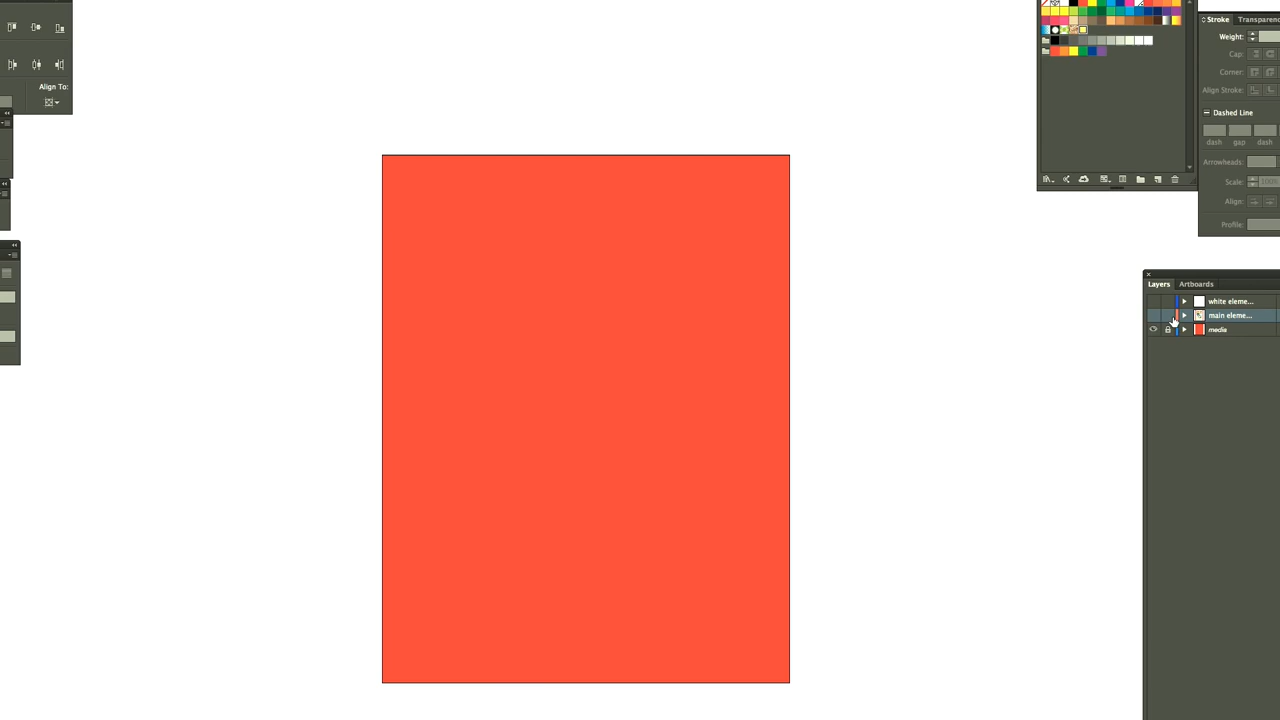 Align To:
Stroke Transparenc
Weight:
Cap:
Corner:
Align Stroke:
Dashed Line
dash gap dash
Arrowheads:
Scale: 100%
Align:
Profile:
Layers Artboards
white eleme...
main eleme...
media